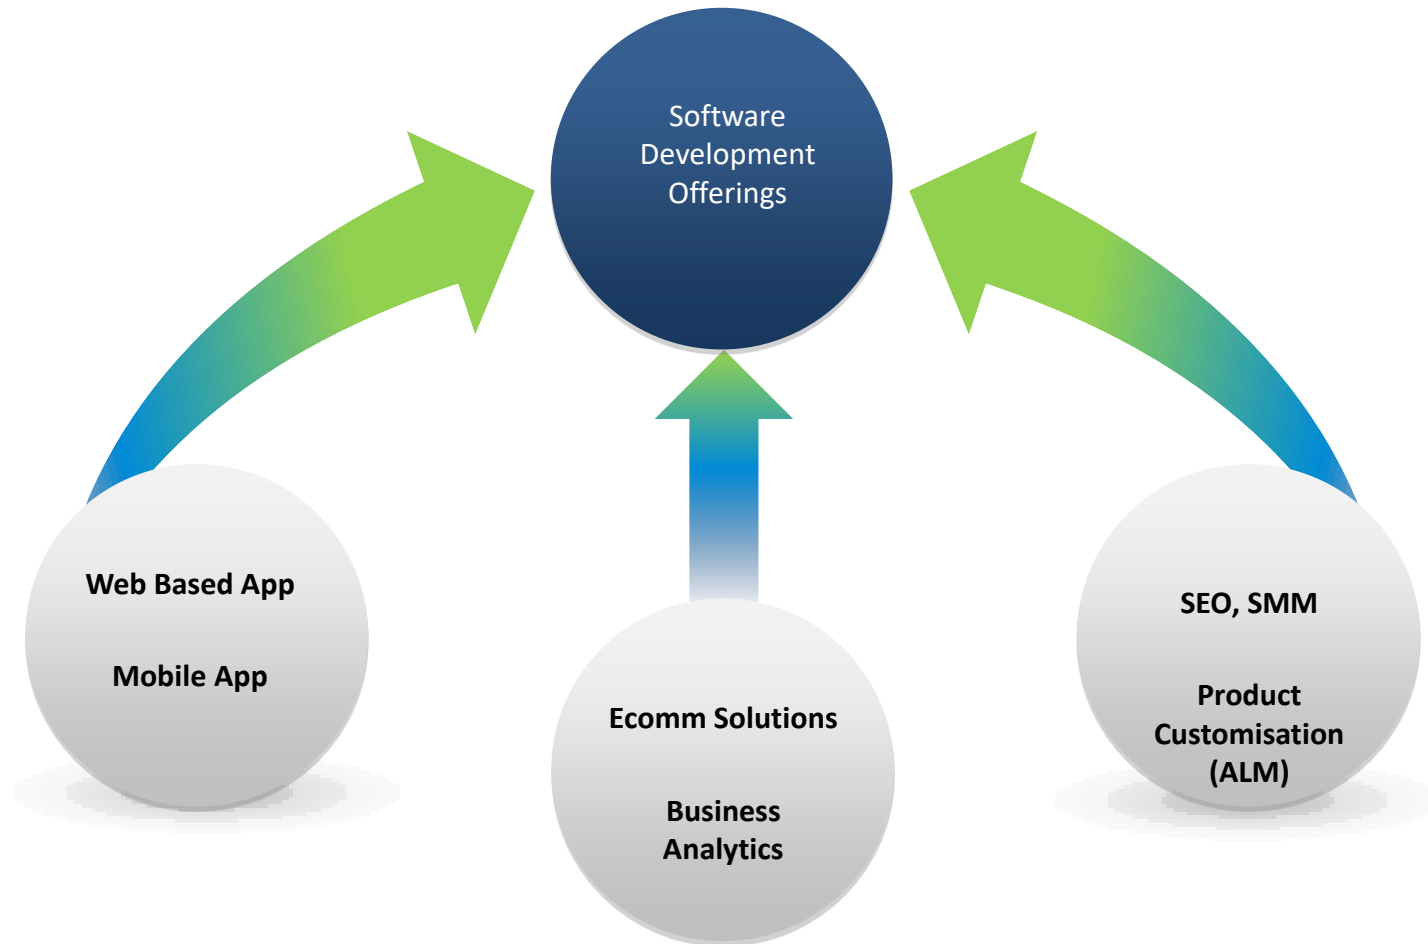 Software
Development
Offerings
Web Based App
Mobile App
Ecomm Solutions
Business
Analytics
SEO, SMM
Product
Customisation
(ALM)